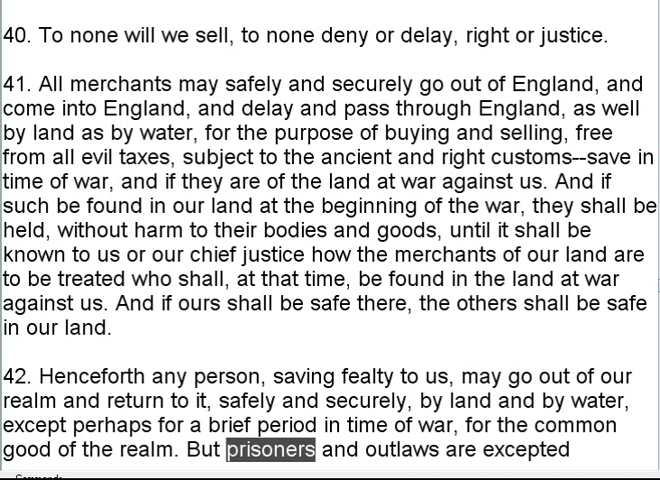 40. To none will we sell, to none deny or delay, right or justice.
41. All merchants may safely and securely go out of England, and
come into England, and delay and pass through England, as well
by land as by water, for the purpose of buying and selling, free
from all evil taxes, subject to the ancient and right customs--save in
time of war, and if they are of the land at war against us. And if
such be found in our land at the beginning of the war, they shall be
held, without harm to their bodies and goods, until it shall be
known to us or our chief justice how the merchants of our land are
to be treated who shall, at that time, be found in the land at war
against us. And if ours shall be safe there, the others shall be safe
in our land.
42. Henceforth any person, saving fealty to us, may go out of our
realm and return to it, safely and securely, by land and by water,
except perhaps for a brief period in time of war, for the common
good of the realm. But prisoners and outlaws are excepted